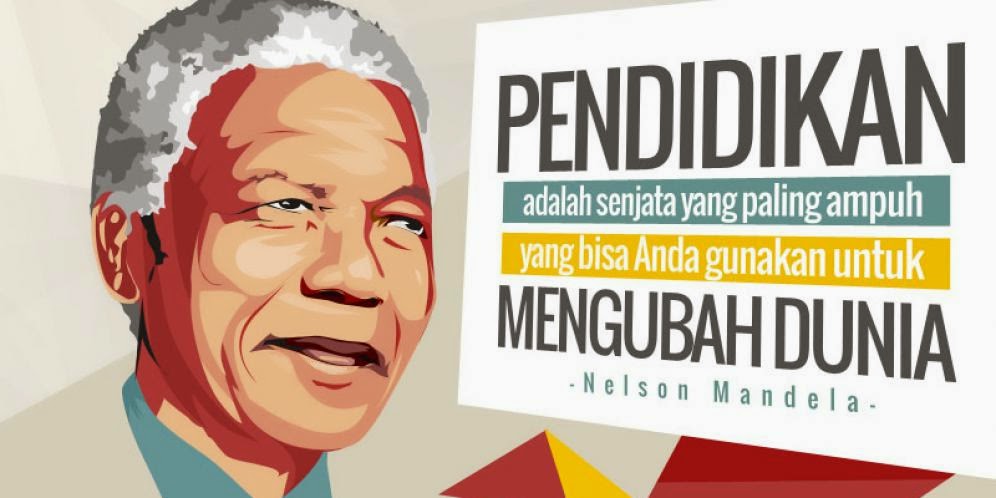 PENDIDIKAN
adalah senjata yang paling ampuh
yang bisa Anda gunakan untuk
MENGUBAH DUNIA
-Nelson Mandela-